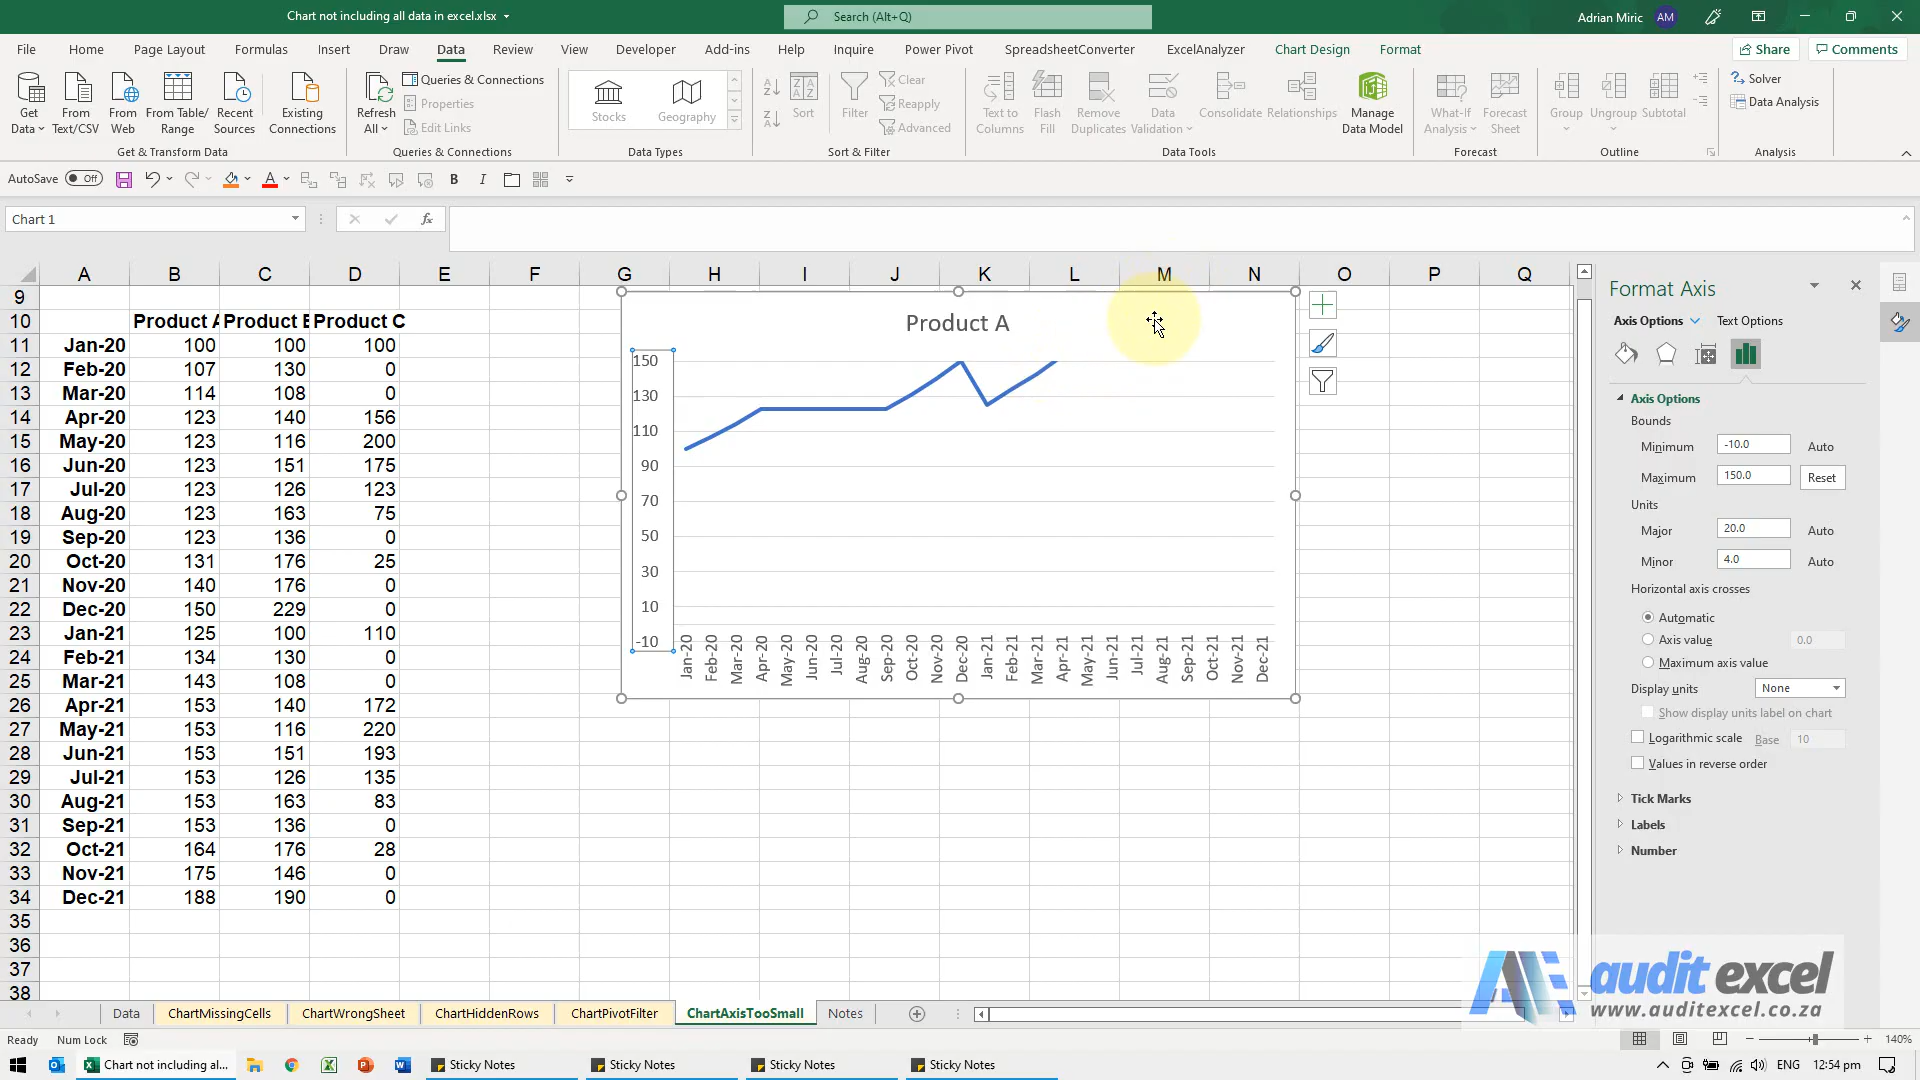 Chart not including all data in excel.xlsx
Search (Alt+Q)
Adrian Miric AM
File Home Page Layout Formulas Insert Draw Data Review View Developer Add-ins Help Inquire Power Pivot SpreadsheetConverter ExcelAnalyzer Chart Design Format Share Comments
Get Data
From Text/CSV
From Web
From Table/ Range
Recent Sources
Existing Connections
Get & Transform Data
Refresh All
Queries & Connections
Properties
Edit Links
Queries & Connections
Stocks
Geography
Data Types
Sort
Filter
Clear
Reapply
Advanced
Sort & Filter
Text to Columns
Flash Fill
Remove Duplicates
Data Validation
Consolidate
Relationships
Manage Data Model
Data Tools
What-If Analysis
Forecast Sheet
Forecast
Group
Ungroup
Subtotal
Outline
Solver
Data Analysis
Analysis
AutoSave Off
Chart 1
fx
A B C D E F G H I J K L M N O P Q
9
10 Product A Product B Product C
11 Jan-20 100 100 100
12 Feb-20 107 130 0
13 Mar-20 114 108 0
14 Apr-20 123 140 156
15 May-20 123 116 200
16 Jun-20 123 151 175
17 Jul-20 123 126 123
18 Aug-20 123 163 75
19 Sep-20 123 136 0
20 Oct-20 131 176 25
21 Nov-20 140 176 0
22 Dec-20 150 229 0
23 Jan-21 125 100 110
24 Feb-21 134 130 0
25 Mar-21 143 108 0
26 Apr-21 153 140 172
27 May-21 153 116 220
28 Jun-21 153 151 193
29 Jul-21 153 126 135
30 Aug-21 153 163 83
31 Sep-21 153 136 0
32 Oct-21 164 176 28
33 Nov-21 175 146 0
34 Dec-21 188 190 0
35
36
37
38
Product A
150
130
110
90
70
50
30
10
-10
Jan-20 Feb-20 Mar-20 Apr-20 May-20 Jun-20 Jul-20 Aug-20 Sep-20 Oct-20 Nov-20 Dec-20 Jan-21 Feb-21 Mar-21 Apr-21 May-21 Jun-21 Jul-21 Aug-21 Sep-21 Oct-21 Nov-21 Dec-21
Format Axis
Axis Options Text Options
Axis Options
Bounds
Minimum -10.0 Auto
Maximum 150.0 Reset
Units
Major 20.0 Auto
Minor 4.0 Auto
Horizontal axis crosses
Automatic
Axis value 0.0
Maximum axis value
Display units None
Show display units label on chart
Logarithmic scale Base 10
Values in reverse order
Tick Marks
Labels
Number
audit excel
www.auditexcel.co.za
Data ChartMissingCells ChartWrongSheet ChartHiddenRows ChartPivotFilter ChartAxisTooSmall Notes
Ready Num Lock 140%
Chart not including al... Sticky Notes Sticky Notes Sticky Notes Sticky Notes ENG 12:54 pm